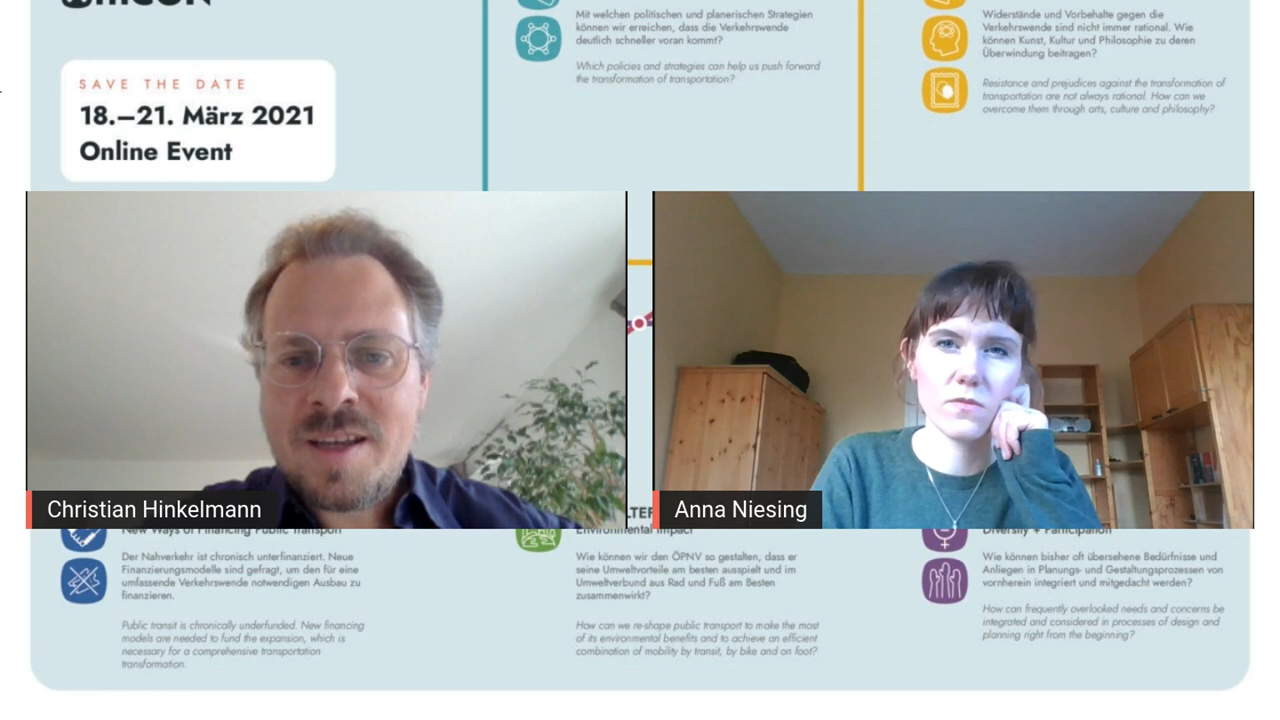 SAVE THE DATE
18.–21. März 2021
Online Event
Mit welchen politischen und planerischen Strategien
können wir erreichen, dass die Verkehrswende
deutlich schneller voran kommt?
Which policies and strategies can help us push forward
the transformation of transportation?
Widerstände und Vorbehalte gegen die
Verkehrswende sind nicht immer rational. Wie
können Kunst, Kultur und Philosophie zu deren
Überwindung beitragen?
Resistance and prejudices against the transformation of
transportation are not always rational. How can we
overcome them through arts, culture and philosophy?
Christian Hinkelmann
Anna Niesing
New Ways of Financing Public Transport
Der Nahverkehr ist chronisch unterfinanziert. Neue
Finanzierungsmodelle sind gefragt, um den für eine
umfassende Verkehrswende notwendigen Ausbau zu
finanzieren.
Public transit is chronically underfunded. New financing
models are needed to fund the expansion, which is
necessary for a comprehensive transportation
transformation.
Environmental Impact
Wie können wir den ÖPNV so gestalten, dass er
seine Umweltvorteile am besten ausspielt und im
Umweltverbund aus Rad und Fuß am Besten
zusammenwirkt?
How can we re-shape public transport to make the most
of its environmental benefits and to achieve an efficient
combination of mobility by transit, by bike and on foot?
Diversity + Participation
Wie können bisher oft übersehene Bedürfnisse und
Anliegen in Planungs- und Gestaltungsprozessen von
vornherein integriert und mitgedacht werden?
How can frequently overlooked needs and concerns be
integrated and considered in processes of design and
planning right from the beginning?